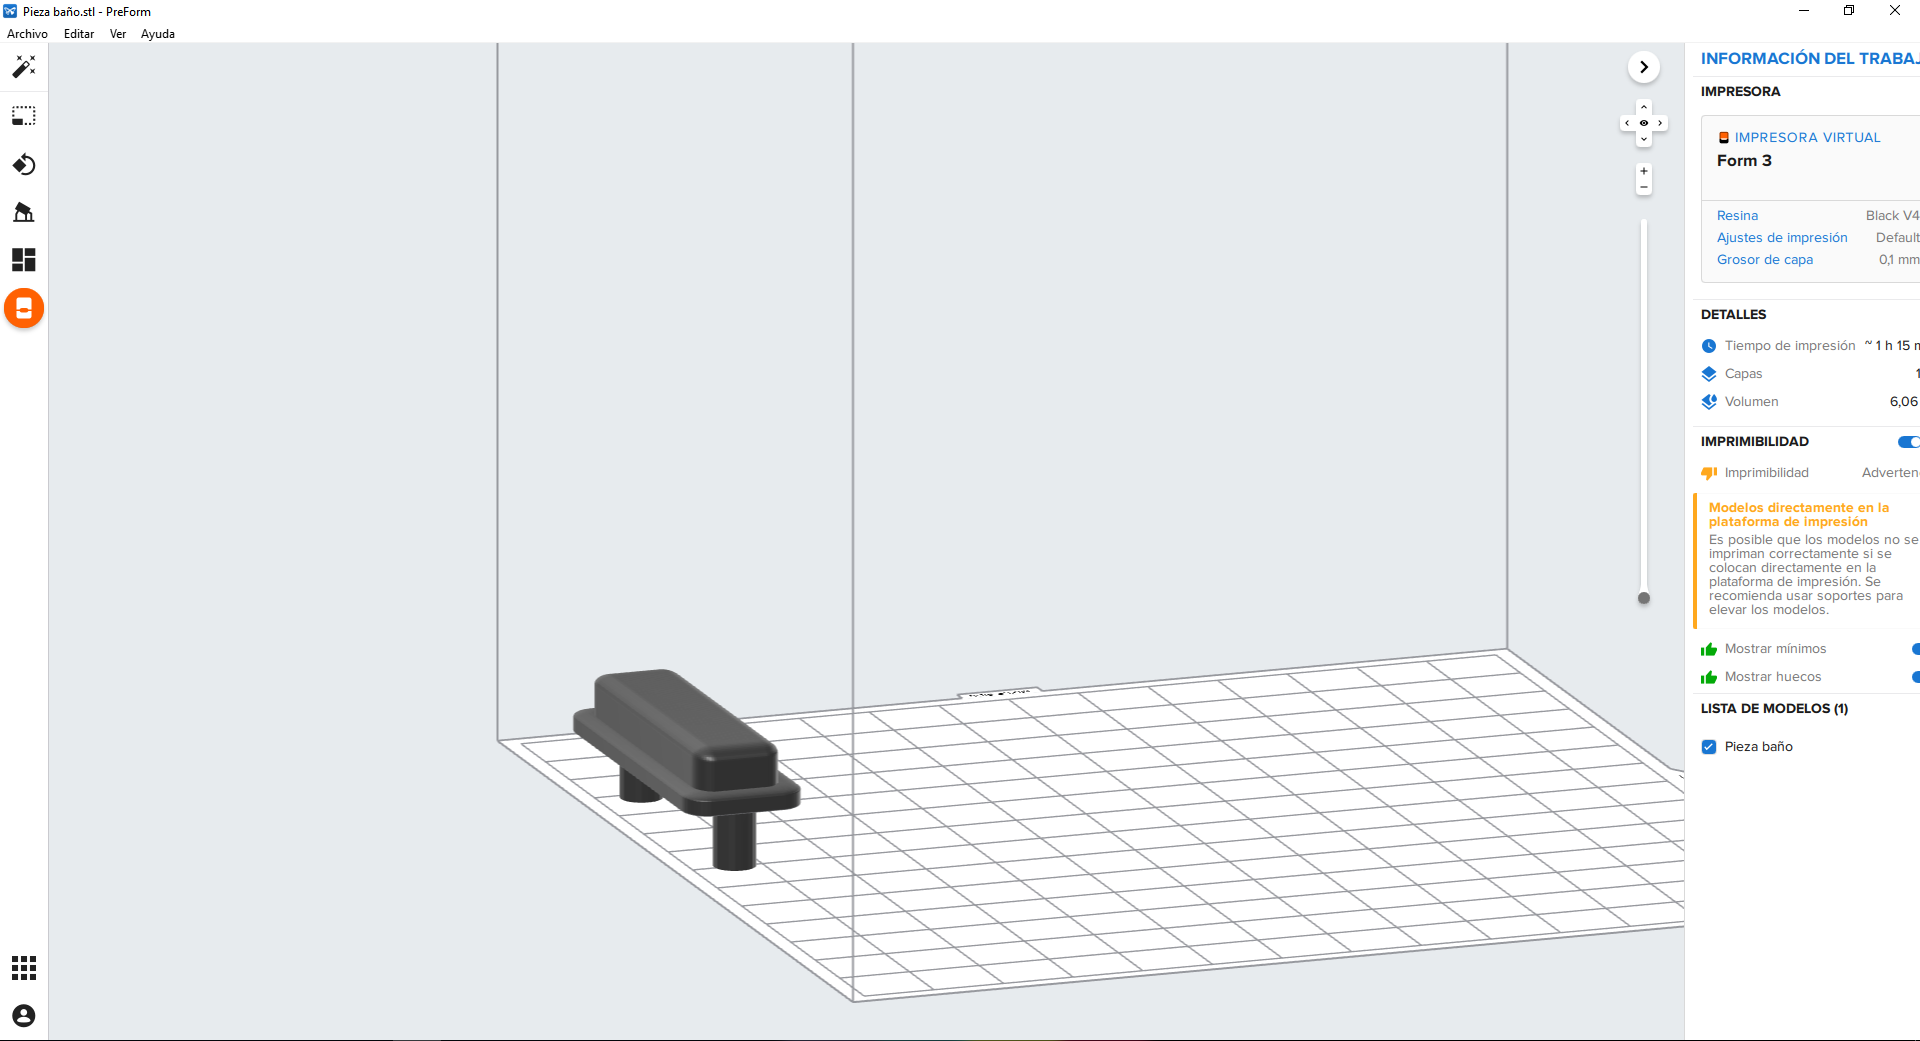 Pieza baño.stl - PreForm
Archivo Editar Ver Ayuda
INFORMACIÓN DEL TRABAJ
IMPRESORA
IMPRESORA VIRTUAL
Form 3
Resina Black V4
Ajustes de impresión Default
Grosor de capa 0,1 mm
DETALLES
Tiempo de impresión ~ 1 h 15 m
Capas 1
Volumen 6,06
IMPRIMIBILIDAD
Imprimibilidad Adverten
Modelos directamente en la
plataforma de impresión
Es posible que los modelos no se
impriman correctamente si se
colocan directamente en la
plataforma de impresión. Se
recomienda usar soportes para
elevar los modelos.
Mostrar mínimos
Mostrar huecos
LISTA DE MODELOS (1)
Pieza baño